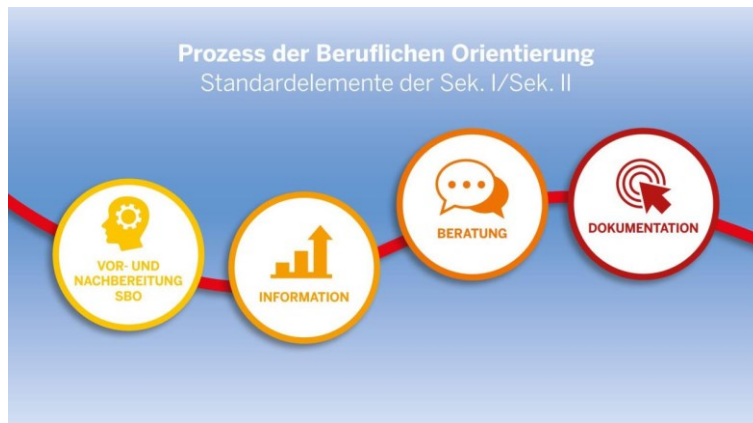 Prozess der Beruflichen Orientierung
Standardelemente der Sek. I/Sek. II
VOR- UND
NACHBEREITUNG
SBO
INFORMATION
BERATUNG
DOKUMENTATION